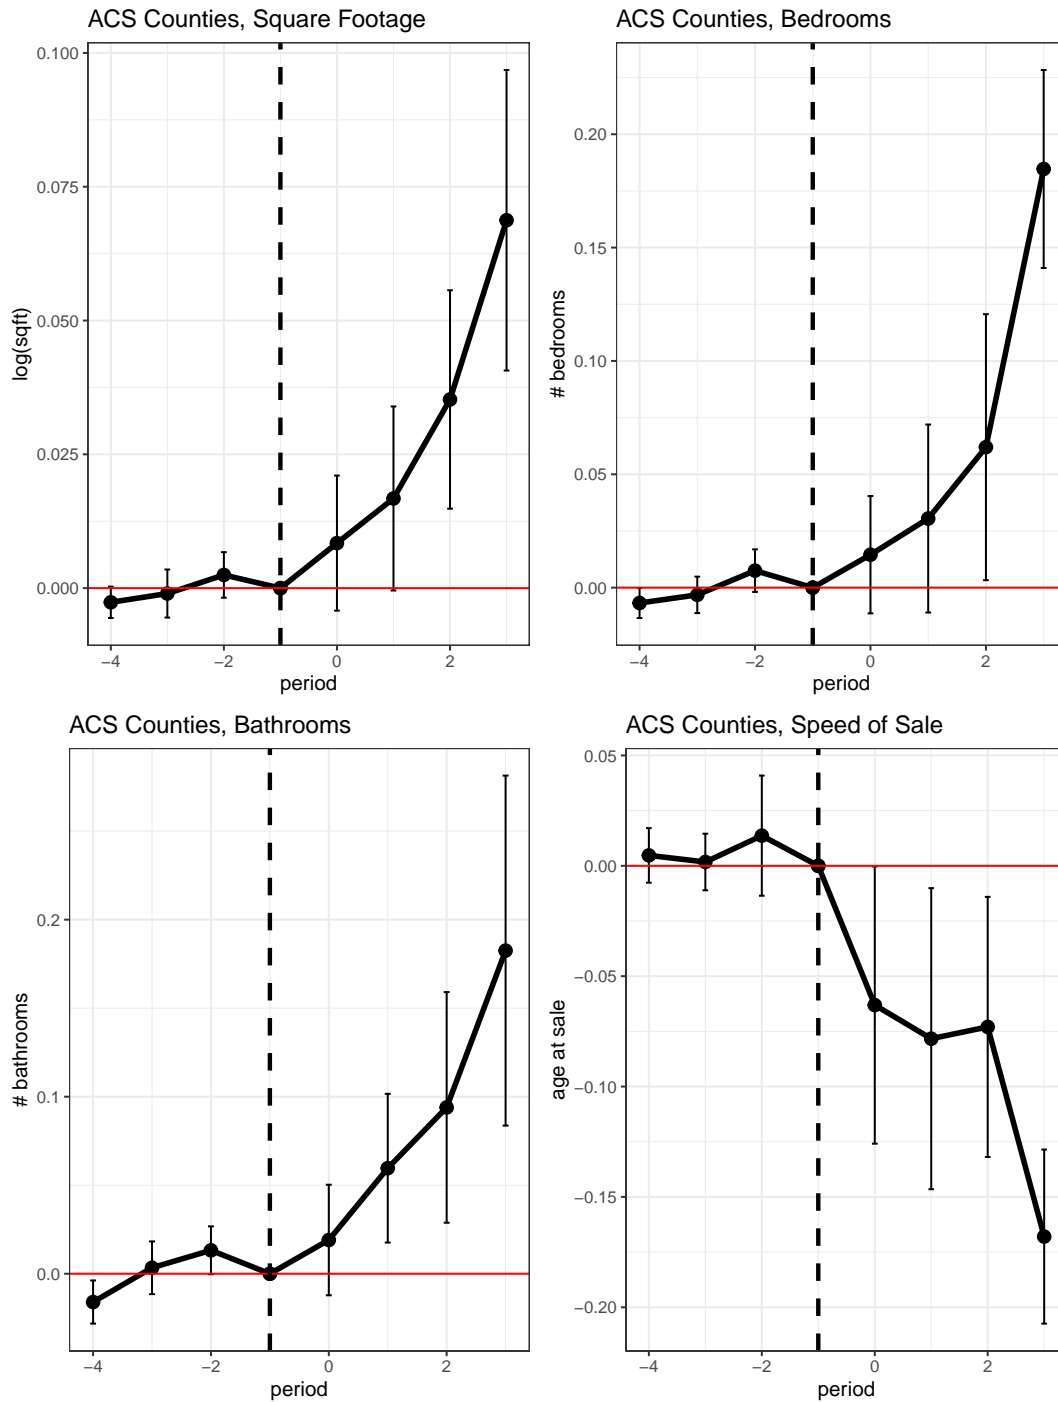 ACS Counties, Square Footage
0.100
0.075
0.050
0.025
0.000
log(sqft)
−4
−2
0
2
period
ACS Counties, Bedrooms
0.20
0.15
0.10
0.05
0.00
# bedrooms
−4
−2
0
2
period
ACS Counties, Bathrooms
0.2
0.1
0.0
# bathrooms
−4
−2
0
2
period
ACS Counties, Speed of Sale
0.05
0.00
−0.05
−0.10
−0.15
−0.20
age at sale
−4
−2
0
2
period